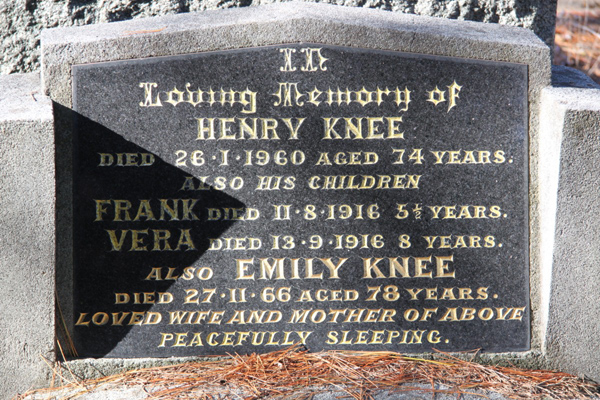 In
Loving Memory of
HENRY KNEE
DIED 26·1·1960 AGED 74 YEARS.
ALSO HIS CHILDREN
FRANK DIED 11·8·1916 5½ YEARS.
VERA DIED 13·9·1916 8 YEARS.
ALSO EMILY KNEE
DIED 27·11·66 AGED 78 YEARS.
LOVED WIFE AND MOTHER OF ABOVE
PEACEFULLY SLEEPING.